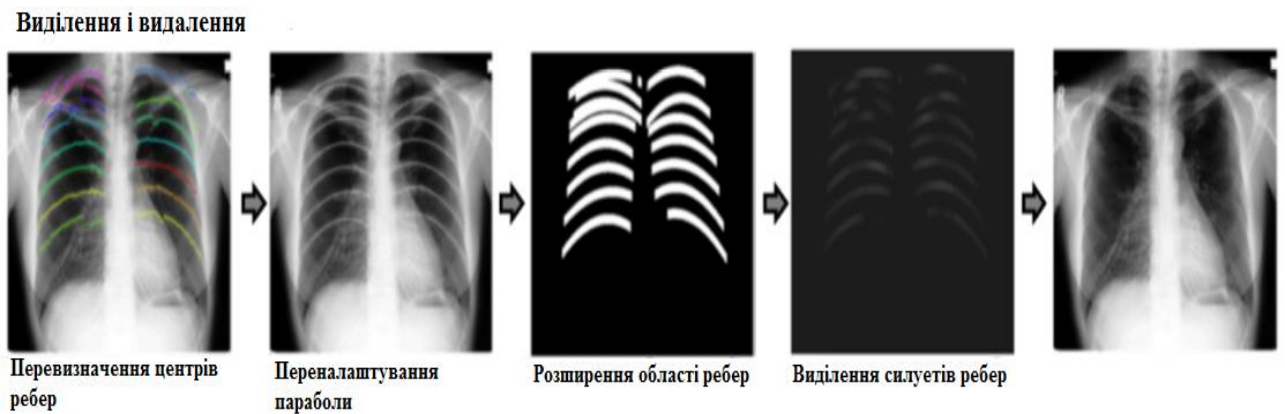 Виділення і видалення
Перевизначення центрів
ребер
Переналаштування
параболи
Розширення області ребер
Виділення силуетів ребер